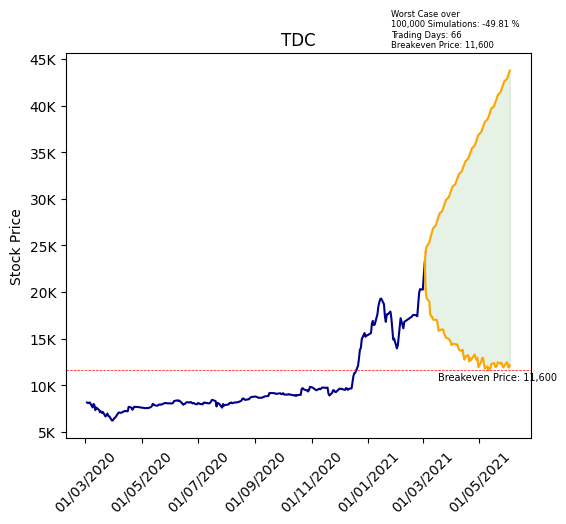 Worst Case over
100,000 Simulations: -49.81 %
Trading Days: 66
Breakeven Price: 11,600
TDC
45K
40K
35K
30K
25K
20K
15K
10K
5K
Stock Price
Breakeven Price: 11,600
01/03/2020
01/05/2020
01/07/2020
01/09/2020
01/11/2020
01/01/2021
01/03/2021
01/05/2021